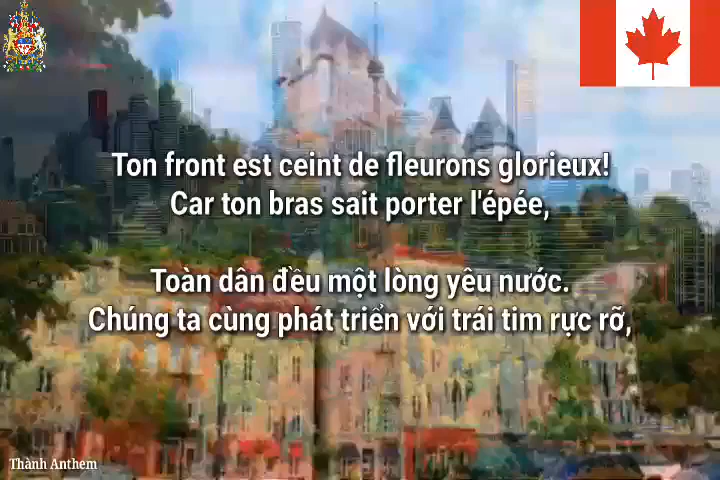 Ton front est ceint de fleurons glorieux!
Car ton bras sait porter l'épée,
Toàn dân đều một lòng yêu nước.
Chúng ta cùng phát triển với trái tim rực rỡ,
Thành Anthem